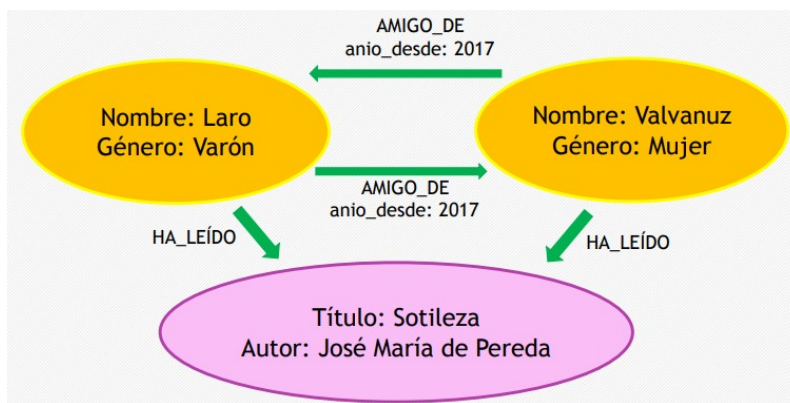 AMIGO_DE
anio_desde: 2017
Nombre: Laro
Género: Varón
Nombre: Valvanuz
Género: Mujer
AMIGO_DE
anio_desde: 2017
HA_LEÍDO
HA_LEÍDO
Título: Sotileza
Autor: José María de Pereda